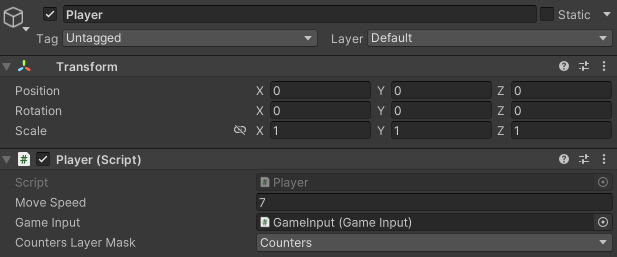 Player Static
Tag Untagged Layer Default
Transform
Position X 0 Y 0 Z 0
Rotation X 0 Y 0 Z 0
Scale X 1 Y 1 Z 1
# Player (Script)
Script # Player
Move Speed 7
Game Input # GameInput (Game Input)
Counters Layer Mask Counters